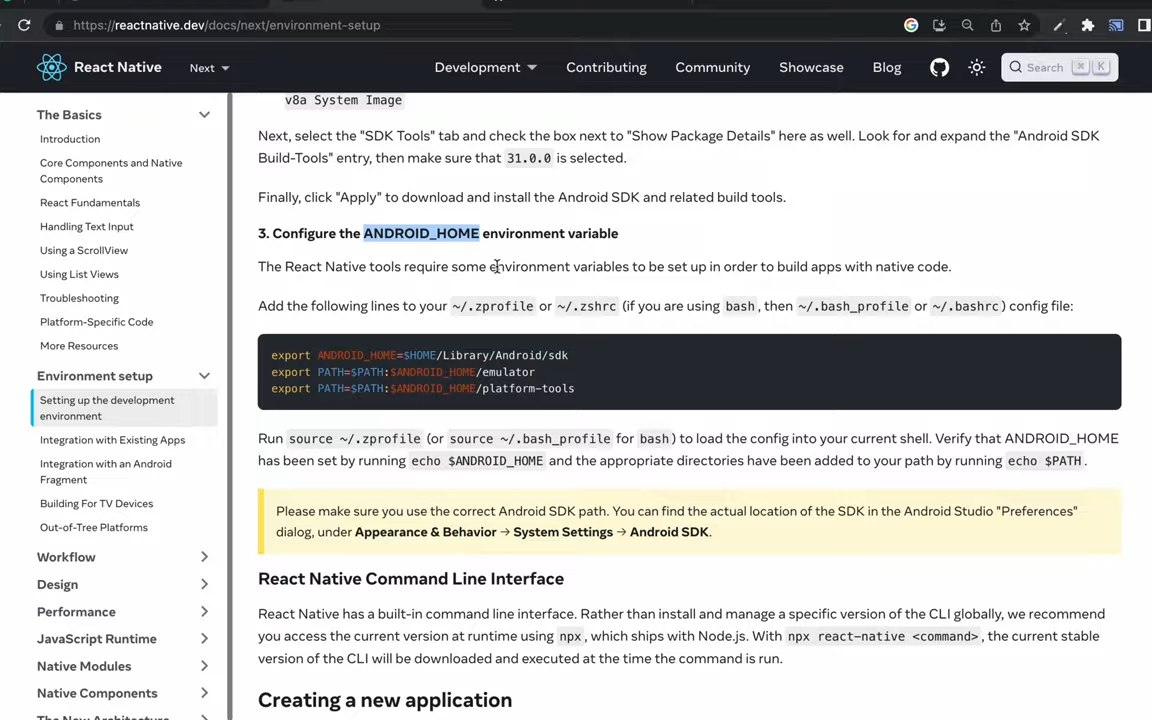 https://reactnative.dev/docs/next/environment-setup
React Native
Next
Development
Contributing
Community
Showcase
Blog
Search
⌘
K
The Basics
Introduction
Core Components and Native
Components
React Fundamentals
Handling Text Input
Using a ScrollView
Using List Views
Troubleshooting
Platform-Specific Code
More Resources
Environment setup
Setting up the development
environment
Integration with Existing Apps
Integration with an Android
Fragment
Building For TV Devices
Out-of-Tree Platforms
Workflow
Design
Performance
JavaScript Runtime
Native Modules
Native Components
The New Architecture
v8a System Image
Next, select the "SDK Tools" tab and check the box next to "Show Package Details" here as well. Look for and expand the "Android SDK
Build-Tools" entry, then make sure that 31.0.0 is selected.
Finally, click "Apply" to download and install the Android SDK and related build tools.
3. Configure the ANDROID_HOME environment variable
The React Native tools require some environment variables to be set up in order to build apps with native code.
Add the following lines to your ~/.zprofile or ~/.zshrc (if you are using bash, then ~/.bash_profile or ~/.bashrc) config file:
export ANDROID_HOME=$HOME/Library/Android/sdk
export PATH=$PATH:$ANDROID_HOME/emulator
export PATH=$PATH:$ANDROID_HOME/platform-tools
Run source ~/.zprofile (or source ~/.bash_profile for bash) to load the config into your current shell. Verify that ANDROID_HOME
has been set by running echo $ANDROID_HOME and the appropriate directories have been added to your path by running echo $PATH.
Please make sure you use the correct Android SDK path. You can find the actual location of the SDK in the Android Studio "Preferences"
dialog, under Appearance & Behavior → System Settings → Android SDK.
React Native Command Line Interface
React Native has a built-in command line interface. Rather than install and manage a specific version of the CLI globally, we recommend
you access the current version at runtime using npx, which ships with Node.js. With npx react-native <command>, the current stable
version of the CLI will be downloaded and executed at the time the command is run.
Creating a new application